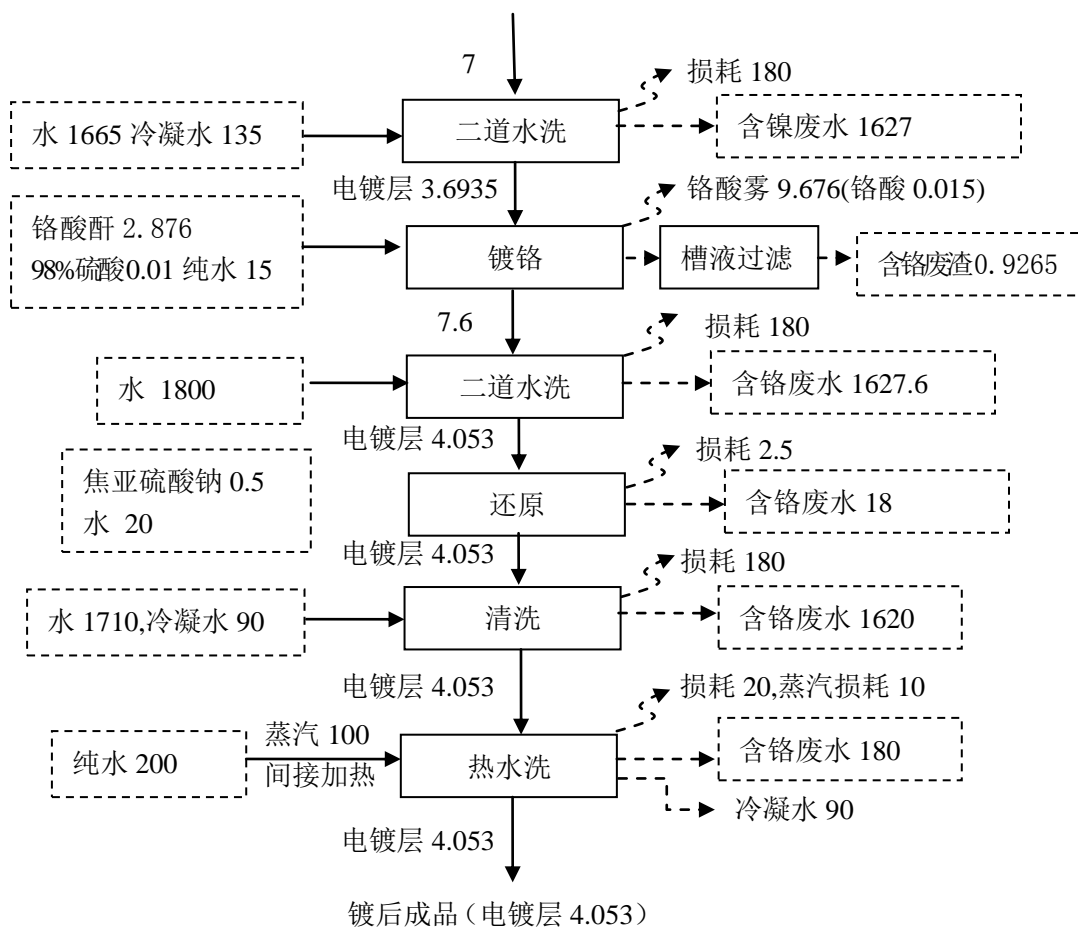 7
损耗 180
水 1665 冷凝水 135
二道水洗
含镍废水 1627
电镀层 3.6935
铬酸雾 9.676(铬酸 0.015)
铬酸酐 2.876
98%硫酸0.01 纯水 15
镀铬
槽液过滤
含铬废渣0.9265
7.6
损耗 180
水 1800
二道水洗
含铬废水 1627.6
电镀层 4.053
损耗 2.5
焦亚硫酸钠 0.5
水 20
还原
含铬废水 18
电镀层 4.053
损耗 180
水 1710,冷凝水 90
清洗
含铬废水 1620
电镀层 4.053
损耗 20,蒸汽损耗 10
纯水 200
蒸汽 100
间接加热
热水洗
含铬废水 180
冷凝水 90
电镀层 4.053
镀后成品（电镀层 4.053）